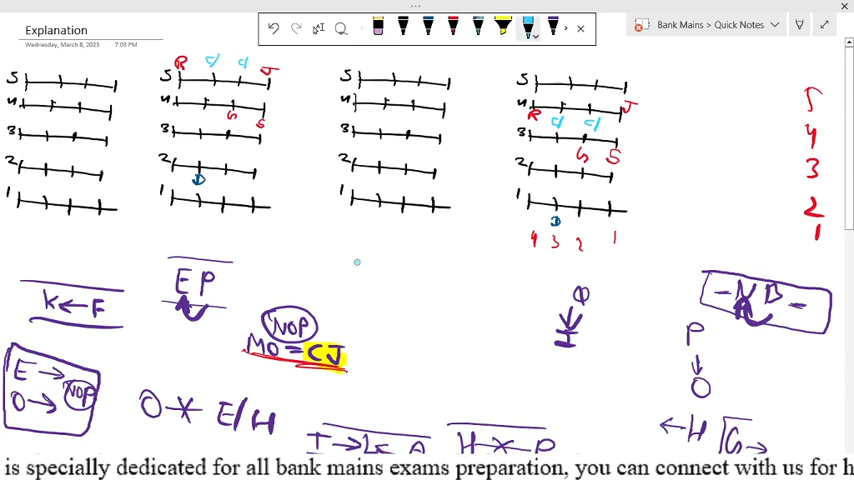 Explanation
Wednesday, March 8, 2023 7:03 PM
Bank Mains > Quick Notes
R c/ c/ J
5 5 5 5 5
4 G S 4 4 J 4
R c/ c/
3 3 3 G S 3 3
2 D 2 2 2 2
1 1 1 1 D 1
4 3 2 1
K←F
EP
NOP
MO = CJ
-NB-
P
O
E→
O→ NOP
O E/H
←H G→
H P
is specially dedicated for all bank mains exams preparation, you can connect with us for h